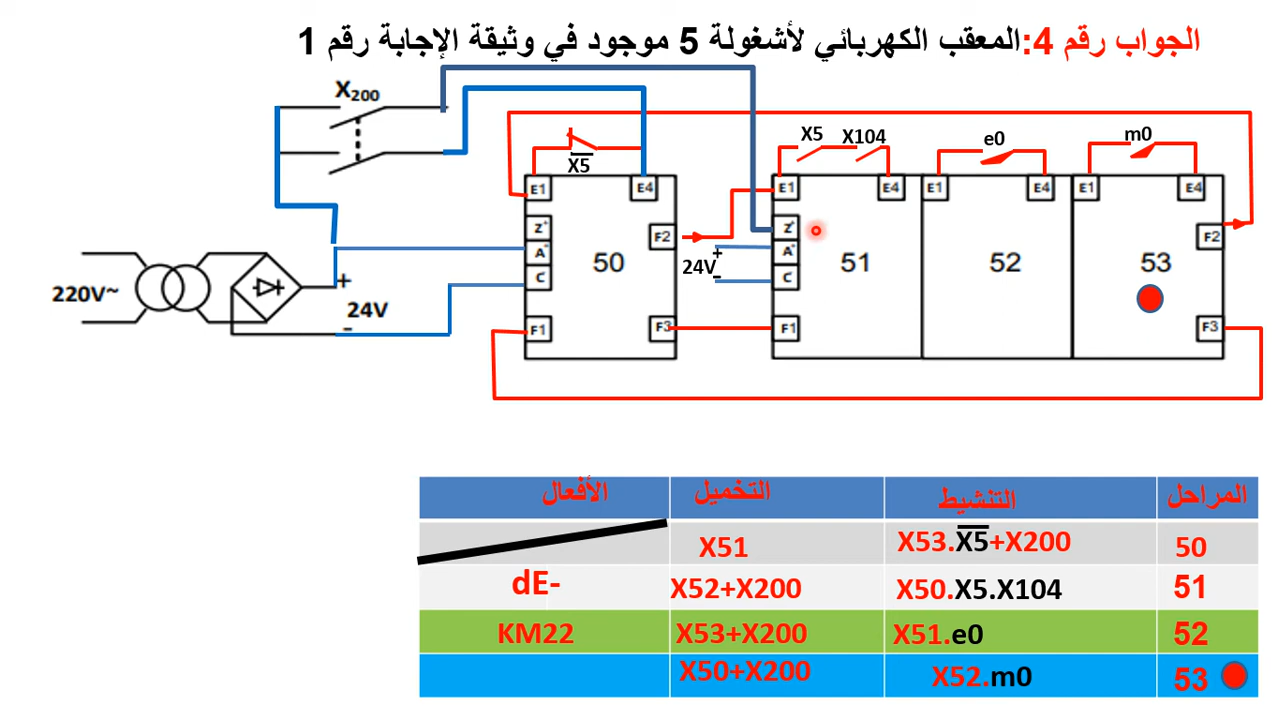 الجواب رقم 4:المعقب الكهربائي لأشغولة 5 موجود في وثيقة الإجابة رقم 1
X200
X5 X104 e0 m0
X̅5̅
E1 E4 E1 E4 E1 E4 E1 E4
Z+ F2 Z+ F2
A+ 50 24V + A+ 51 52 53
C - C
220V~ + 24V -
F1 F3 F1 F3
المراحل التنشيط التخميل الأفعال
50 X53.X̅5̅+X200 X51
51 X50.X5.X104 X52+X200 dE-
52 X51.e0 X53+X200 KM22
53 X52.m0 X50+X200